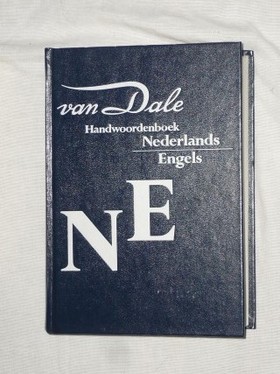 van Dale
Handwoordenboek
Nederlands
Engels
NE